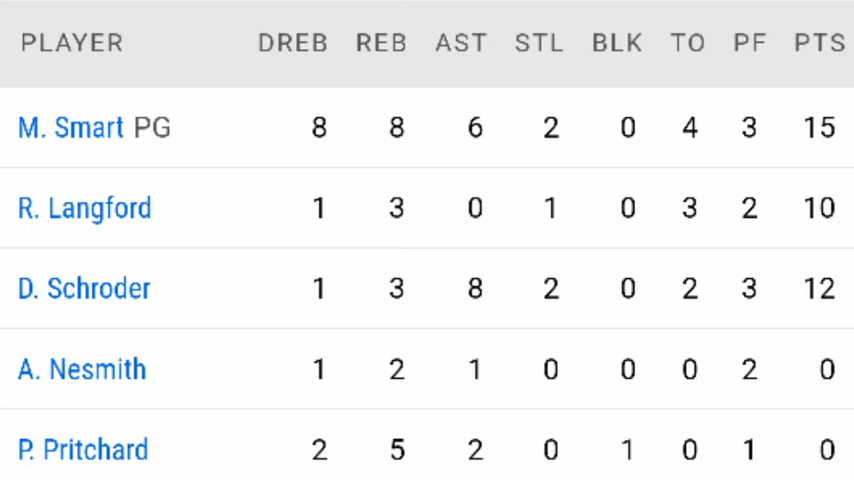 PLAYER DREB REB AST STL BLK TO PF PTS
M. Smart PG 8 8 6 2 0 4 3 15
R. Langford 1 3 0 1 0 3 2 10
D. Schroder 1 3 8 2 0 2 3 12
A. Nesmith 1 2 1 0 0 0 2 0
P. Pritchard 2 5 2 0 1 0 1 0